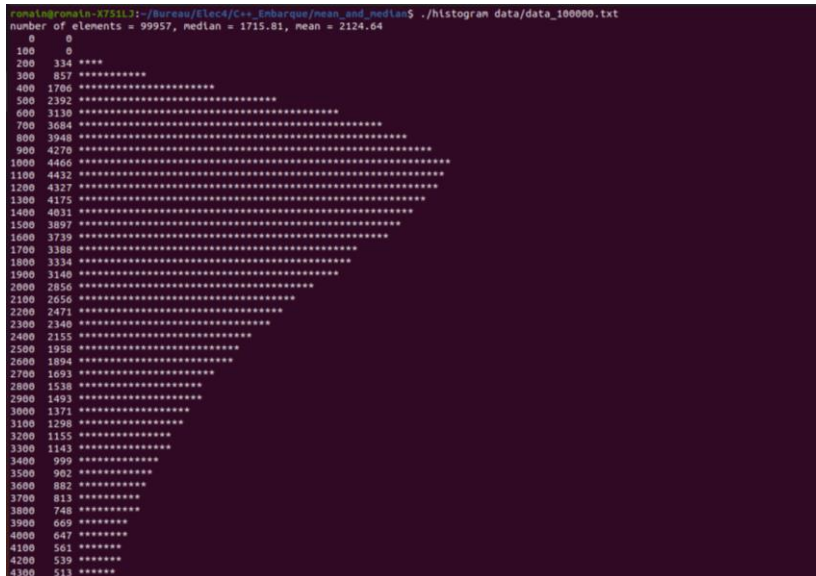 romain@romain-X751LJ:~/Bureau/Elec4/C++_Enbarque/mean_and_median$ ./histogram data/data_100000.txt
number of elements = 99957, median = 1715.81, mean = 2124.64
0 0
100 0
200 334 ****
300 857 ***********
400 1706 **********************
500 2392 ********************************
600 3130 ******************************************
700 3684 *************************************************
800 3948 *****************************************************
900 4270 *********************************************************
1000 4466 ************************************************************
1100 4432 ***********************************************************
1200 4327 **********************************************************
1300 4175 ********************************************************
1400 4031 ******************************************************
1500 3897 ****************************************************
1600 3739 **************************************************
1700 3388 *********************************************
1800 3334 ********************************************
1900 3140 ******************************************
2000 2856 **************************************
2100 2656 ***********************************
2200 2471 *********************************
2300 2340 *******************************
2400 2155 ****************************
2500 1958 **************************
2600 1894 *************************
2700 1693 **********************
2800 1538 ********************
2900 1493 ********************
3000 1371 ******************
3100 1298 *****************
3200 1155 ***************
3300 1143 ***************
3400 999 *************
3500 902 ************
3600 882 ***********
3700 813 **********
3800 748 **********
3900 669 ********
4000 647 ********
4100 561 *******
4200 539 *******
4300 513 ******